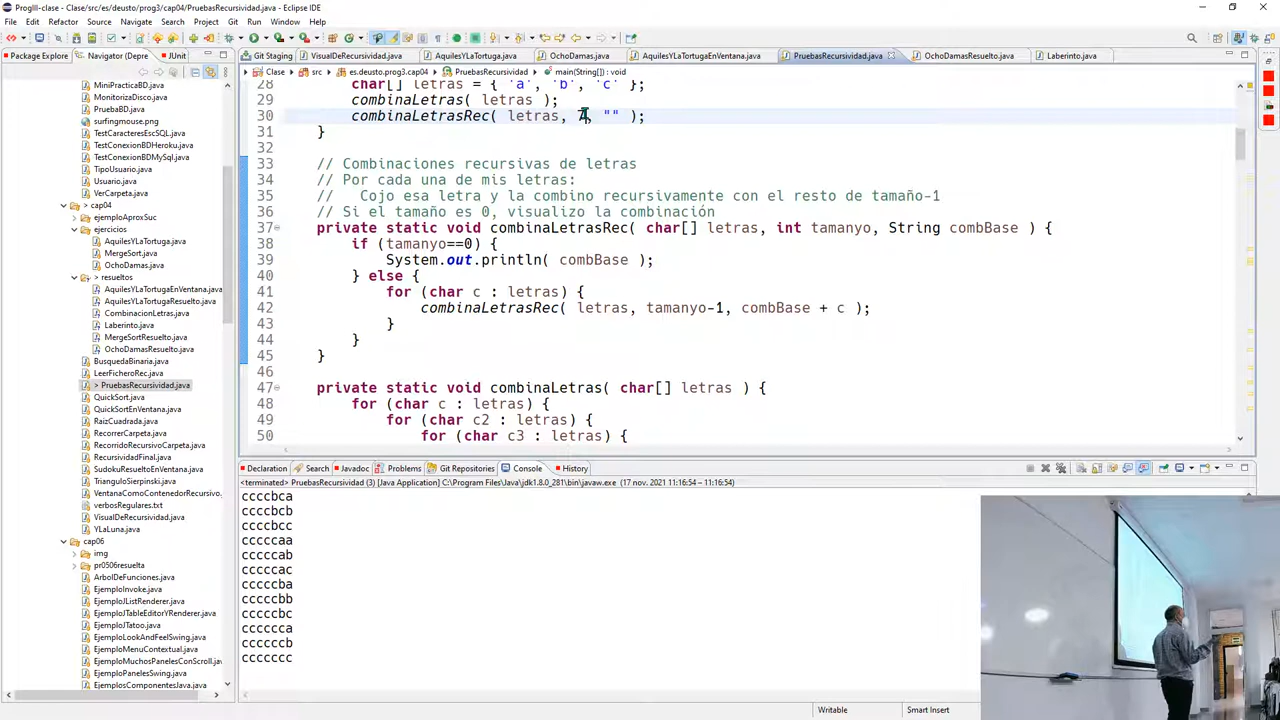 ProgIII-clase - Clase/src/es/deusto/prog3/cap04/PruebasRecursividad.java - Eclipse IDE
File Edit Refactor Source Navigate Search Project Git Run Window Help
Package Explorer Navigator (Depre JUnit
Git Staging VisualDeRecursividad.java AquilesYLaTortuga.java OchoDamas.java AquilesYLaTortugaEnVentana.java PruebasRecursividad.java OchoDamasResuelto.java Laberinto.java
Clase src es.deusto.prog3.cap04 PruebasRecursividad main(String[]) : void
MiniPracticaBD.java
MonitorizaDisco.java
PruebaBD.java
surfingmouse.png
TestCaracteresEscSQL.java
TestConexionBDHeroku.java
TestConexionBDMySQL.java
TipoUsuario.java
Usuario.java
VerCarpeta.java
> cap04
ejemploAproxSuc
ejercicios
AquilesYLaTortuga.java
MergeSort.java
OchoDamas.java
> resueltos
AquilesYLaTortugaEnVentana.java
AquilesYLaTortugaResuelto.java
CombinacionLetras.java
Laberinto.java
MergeSortResuelto.java
OchoDamasResuelto.java
BusquedaBinaria.java
LeerFicheroRec.java
> PruebasRecursividad.java
QuickSort.java
QuickSortEnVentana.java
RaizCuadrada.java
RecorrerCarpeta.java
RecorridoRecursivoCarpeta.java
RecursividadFinal.java
SudokuResueltoEnVentana.java
TrianguloSierpinski.java
VentanaComoContenedorRecursivo.
verbosRegulares.txt
VisualDeRecursividad.java
YLaLuna.java
cap06
img
pr0506resuelta
ArbolDeFunciones.java
EjemploInvoke.java
EjemploJListRenderer.java
EjemploJTableEditorYRenderer.java
EjemploJTatoo.java
EjemploLookAndFeelSwing.java
EjemploMenuContextual.java
EjemploMuchosPanelesConScroll.java
EjemploPanelesSwing.java
EjemplosComponentesJava.java
28 char[] letras = { 'a', 'b', 'c' };
29 combinaLetras( letras );
30 combinaLetrasRec( letras, 7, "" );
31 }
32
33 // Combinaciones recursivas de letras
34 // Por cada una de mis letras:
35 // Cojo esa letra y la combino recursivamente con el resto de tamaño-1
36 // Si el tamaño es 0, visualizo la combinación
37 private static void combinaLetrasRec( char[] letras, int tamanyo, String combBase ) {
38 if (tamanyo==0) {
39 System.out.println( combBase );
40 } else {
41 for (char c : letras) {
42 combinaLetrasRec( letras, tamanyo-1, combBase + c );
43 }
44 }
45 }
46
47 private static void combinaLetras( char[] letras ) {
48 for (char c : letras) {
49 for (char c2 : letras) {
50 for (char c3 : letras) {
Declaration Search Javadoc Problems Git Repositories Console History
<terminated> PruebasRecursividad (3) [Java Application] C:\Program Files\Java\jdk1.8.0_281\bin\javaw.exe (17 nov. 2021 11:16:54 – 11:16:54)
ccccbca
ccccbcb
ccccbcc
cccccaa
cccccab
cccccac
cccccba
cccccbb
cccccbc
cccccca
ccccccb
ccccccc
Writable Smart Insert